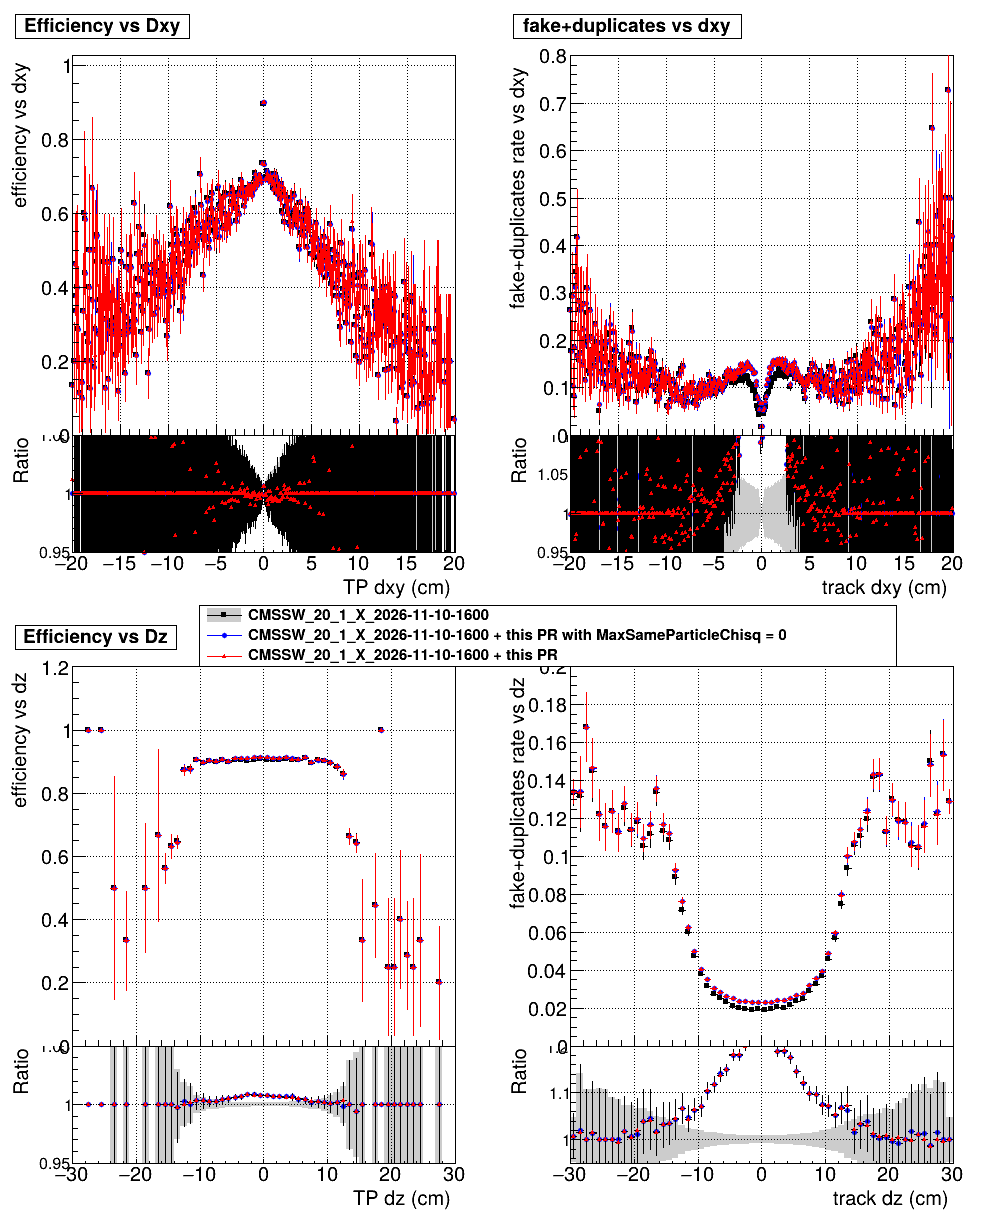 Efficiency vs Dxy
efficiency vs dxy
1
0.8
0.6
0.4
0.2
0
Ratio
1
0.95
−20 −15 −10 −5 0 5 10 15 20
TP dxy (cm)
fake+duplicates vs dxy
fake+duplicates rate vs dxy
0.8
0.7
0.6
0.5
0.4
0.3
0.2
0.1
0
Ratio
1.05
1
0.95
−20 −15 −10 −5 0 5 10 15 20
track dxy (cm)
CMSSW_20_1_X_2026-11-10-1600
CMSSW_20_1_X_2026-11-10-1600 + this PR with MaxSameParticleChisq = 0
CMSSW_20_1_X_2026-11-10-1600 + this PR
Efficiency vs Dz
efficiency vs dz
1.2
1
0.8
0.6
0.4
0.2
0
Ratio
1
0.95
−30 −20 −10 0 10 20 30
TP dz (cm)
fake+duplicates rate vs dz
0.2
0.18
0.16
0.14
0.12
0.1
0.08
0.06
0.04
0.02
0
Ratio
1.1
1
−30 −20 −10 0 10 20 30
track dz (cm)